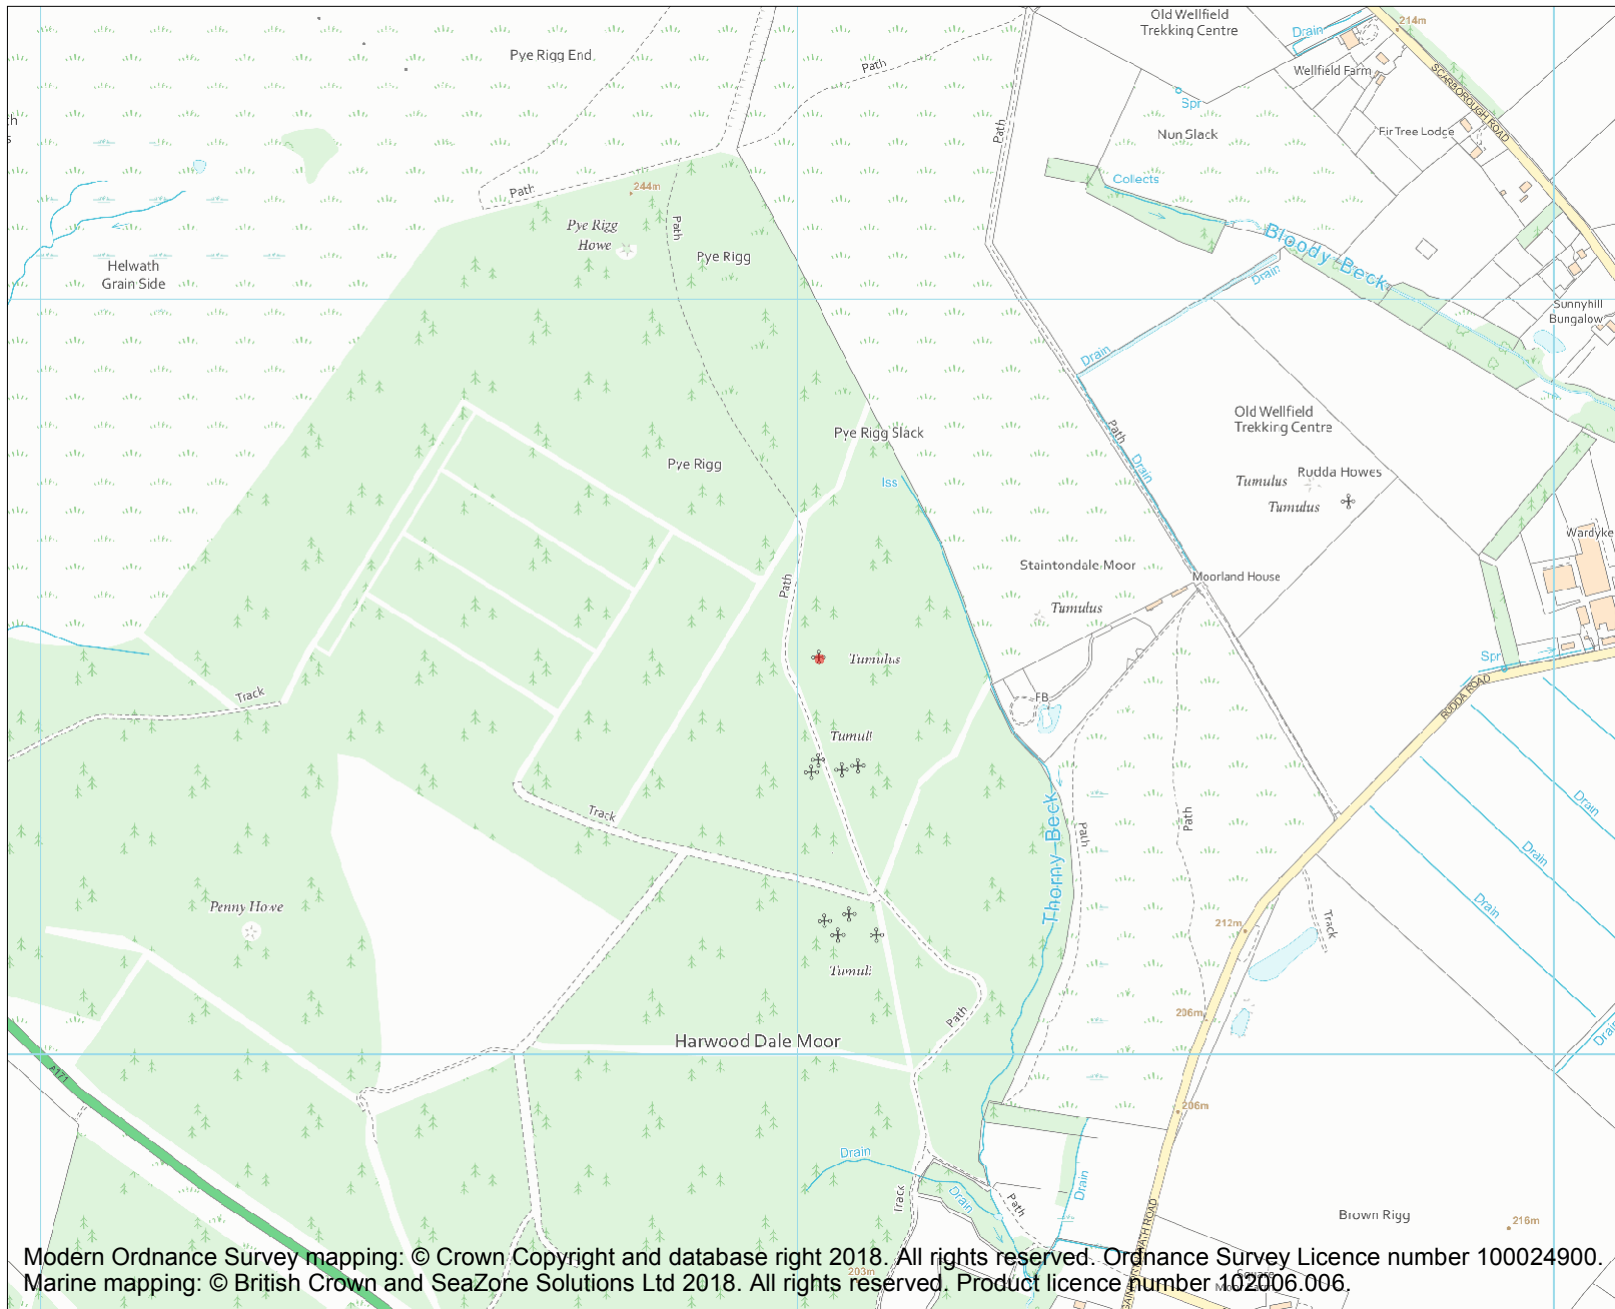 Old Wellfield
Trekking Centre
214m
Drain
Pye Rigg End
Path
Wellfield Farm
SCARBOROUGH ROAD
Spr
Nun Slack
Fir Tree Lodge
Path
Collects
Path
244m
Path
Pye Rigg
Howe
Pye Rigg
Bloody Beck
Helwath
Grain Side
Drain
Sunnyhill
Bungalow
Drain
Old Wellfield
Trekking Centre
Path
Pye Rigg Slack
Pye Rigg
Drain
Iss
Tumulus
Rudda Howes
Tumulus
Wardyke
Staintondale Moor
Moorland House
Path
Tumulus
Tumulus
Spr
Track
FB
RUDDA ROAD
Tumuli
Track
Path
Path
Drain
Thorny Beck
Drain
Drain
Penny Howe
212m
Track
Tumuli
Path
206m
Harwood Dale Moor
Drain
A171
206m
Drain
Track
Drain
Path
Drain
Brown Rigg
216m
203m
Modern Ordnance Survey mapping: © Crown Copyright and database right 2018. All rights reserved. Ordnance Survey Licence number 100024900.
Marine mapping: © British Crown and SeaZone Solutions Ltd 2018. All rights reserved. Product licence number 102006.006.